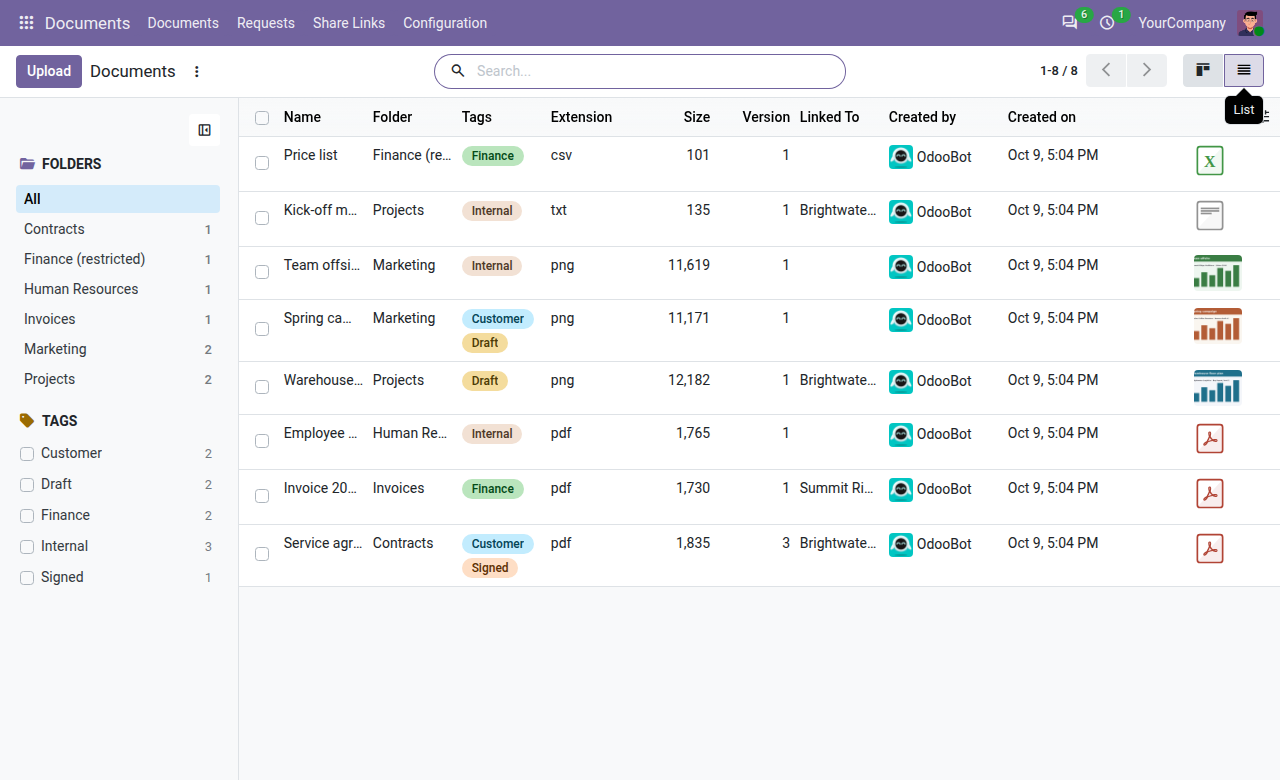 Documents Documents Requests Share Links Configuration 6 1 YourCompany
Upload Documents Search... 1-8 / 8
List
FOLDERS
All
Contracts 1
Finance (restricted) 1
Human Resources 1
Invoices 1
Marketing 2
Projects 2
TAGS
Customer 2
Draft 2
Finance 2
Internal 3
Signed 1
Name Folder Tags Extension Size Version Linked To Created by Created on
Price list Finance (re... Finance csv 101 1 OdooBot Oct 9, 5:04 PM X
Kick-off m... Projects Internal txt 135 1 Brightwate... OdooBot Oct 9, 5:04 PM
Team offsi... Marketing Internal png 11,619 1 OdooBot Oct 9, 5:04 PM
Spring ca... Marketing Customer Draft png 11,171 1 OdooBot Oct 9, 5:04 PM
Warehouse... Projects Draft png 12,182 1 Brightwate... OdooBot Oct 9, 5:04 PM
Employee ... Human Re... Internal pdf 1,765 1 OdooBot Oct 9, 5:04 PM
Invoice 20... Invoices Finance pdf 1,730 1 Summit Ri... OdooBot Oct 9, 5:04 PM
Service agr... Contracts Customer Signed pdf 1,835 3 Brightwate... OdooBot Oct 9, 5:04 PM